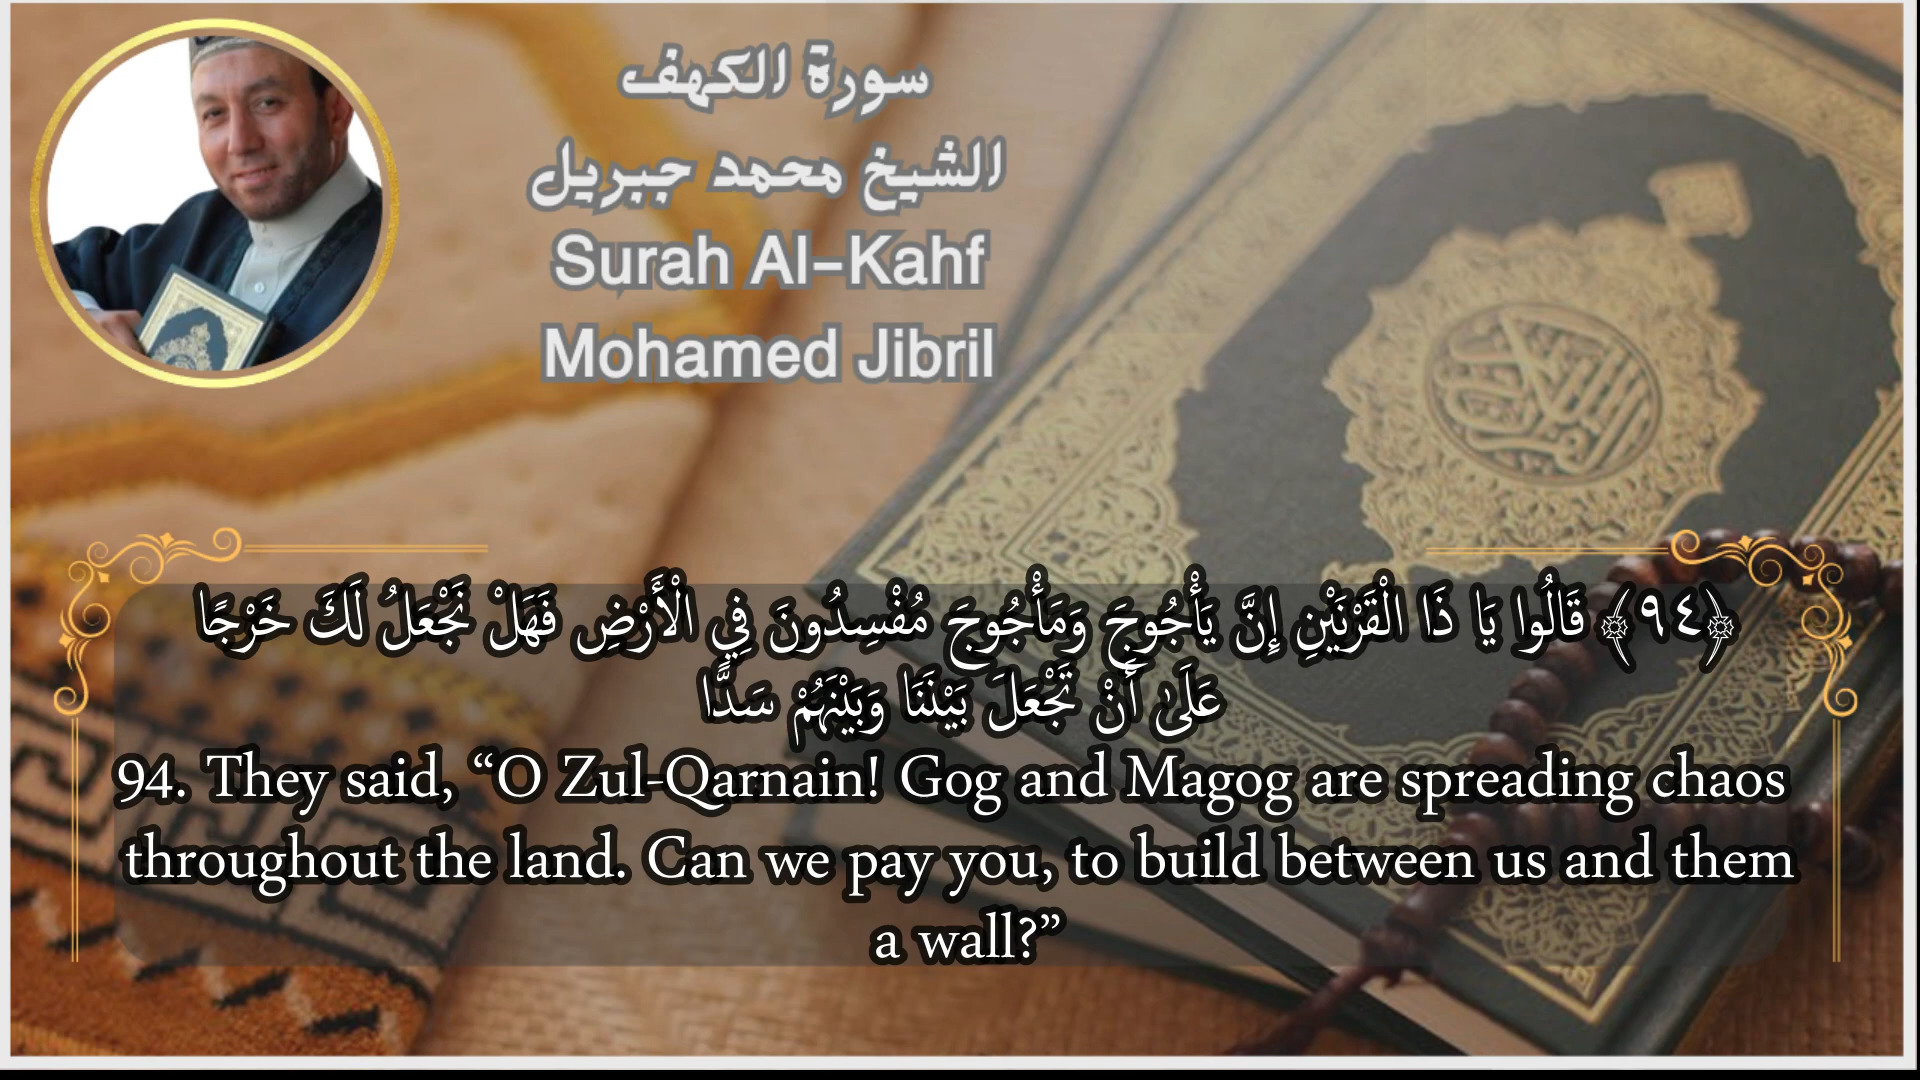 سورة الكهف
الشيخ محمد جبريل
Surah Al-Kahf
Mohamed Jibril
﴿٩٤﴾ قَالُوا يَا ذَا الْقَرْنَيْنِ إِنَّ يَأْجُوجَ وَمَأْجُوجَ مُفْسِدُونَ فِي الْأَرْضِ فَهَلْ نَجْعَلُ لَكَ خَرْجًا
عَلَىٰ أَنْ تَجْعَلَ بَيْنَنَا وَبَيْنَهُمْ سَدًّا
94. They said, “O Zul-Qarnain! Gog and Magog are spreading chaos
throughout the land. Can we pay you, to build between us and them
a wall?”